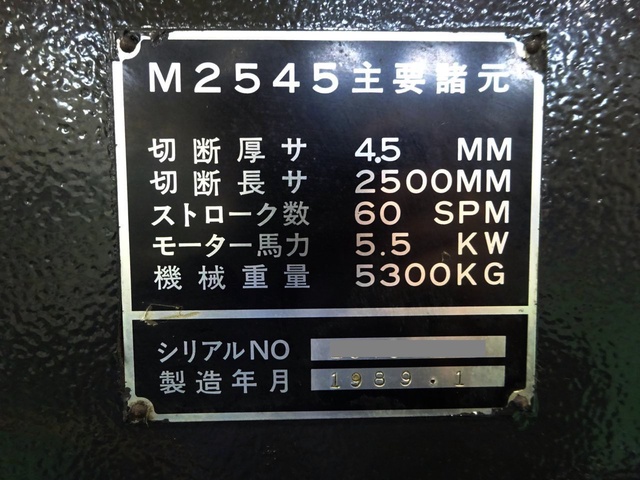 M2545主要諸元
切断厚サ 4.5 MM
切断長サ 2500MM
ストローク数 60 SPM
モーター馬力 5.5 KW
機械重量 5300KG
シリアルNO
製造年月 1989.1